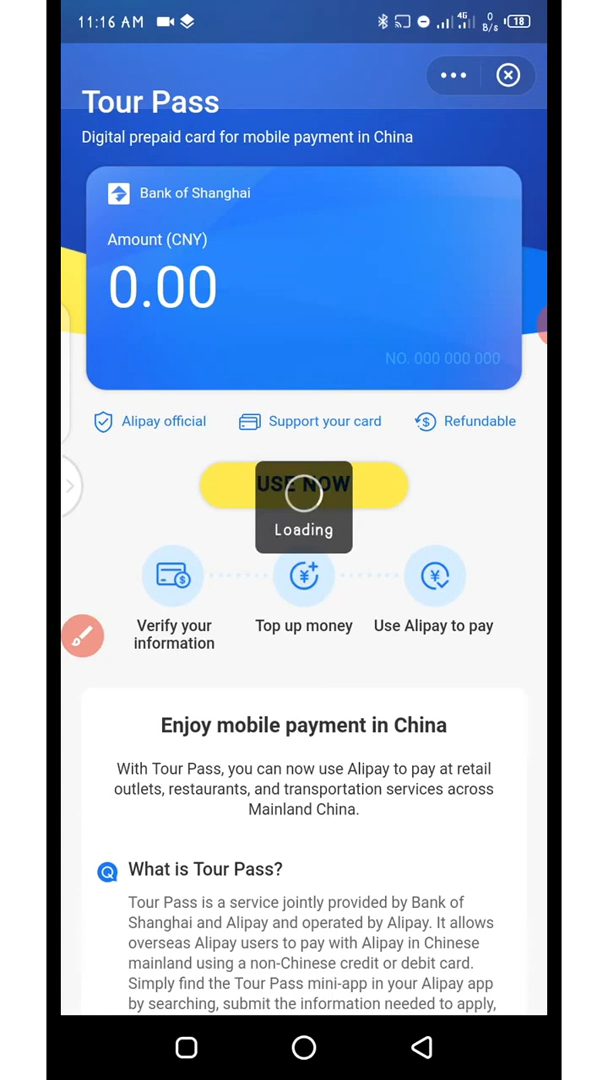 11:16 AM
4G
0
B/s
18
Tour Pass
Digital prepaid card for mobile payment in China
Bank of Shanghai
Amount (CNY)
0.00
NO. 000 000 000
Alipay official
Support your card
Refundable
USE NOW
Loading
Verify your
information
Top up money
Use Alipay to pay
Enjoy mobile payment in China
With Tour Pass, you can now use Alipay to pay at retail
outlets, restaurants, and transportation services across
Mainland China.
Q
What is Tour Pass?
Tour Pass is a service jointly provided by Bank of
Shanghai and Alipay and operated by Alipay. It allows
overseas Alipay users to pay with Alipay in Chinese
mainland using a non-Chinese credit or debit card.
Simply find the Tour Pass mini-app in your Alipay app
by searching, submit the information needed to apply,